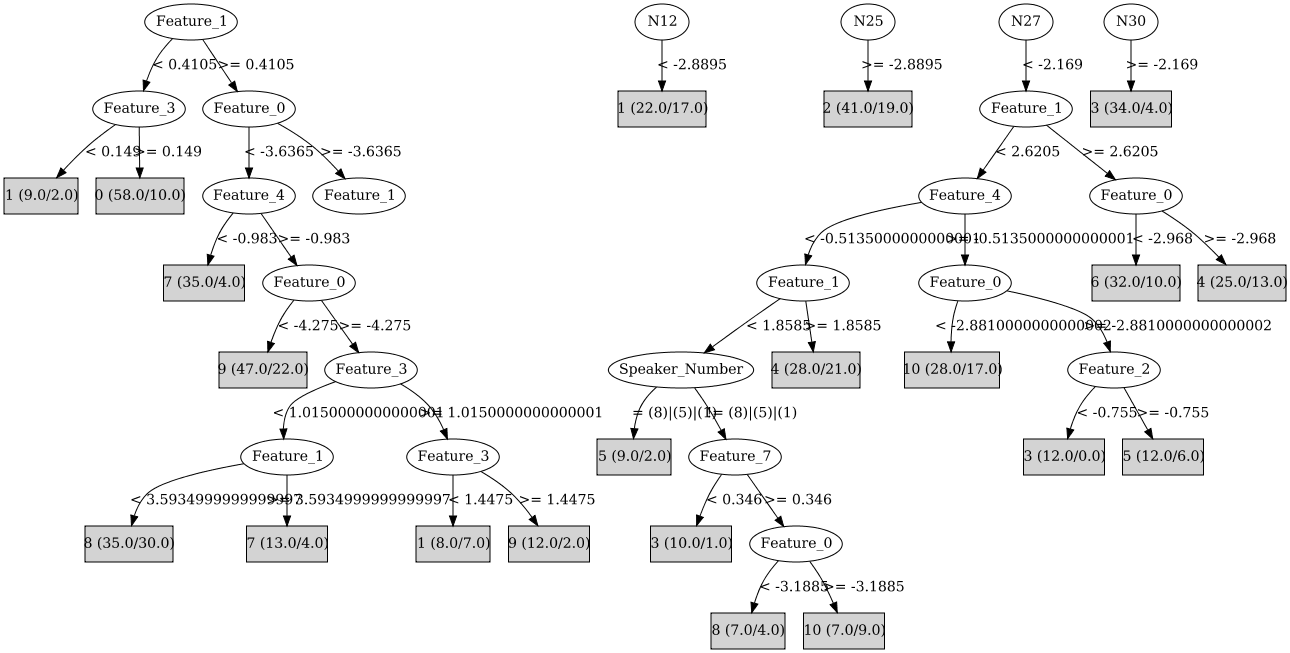 Feature_1 N12 N25 N27 N30
< 0.4105 >= 0.4105 < -2.8895 >= -2.8895 < -2.169 >= -2.169
Feature_3 Feature_0 1 (22.0/17.0) 2 (41.0/19.0) Feature_1 3 (34.0/4.0)
< 0.149 >= 0.149 < -3.6365 >= -3.6365 < 2.6205 >= 2.6205
1 (9.0/2.0) 0 (58.0/10.0) Feature_4 Feature_1 Feature_4 Feature_0
< -0.983 >= -0.983 < -0.5135000000000001 >= -0.5135000000000001 < -2.968 >= -2.968
7 (35.0/4.0) Feature_0 Feature_1 Feature_0 6 (32.0/10.0) 4 (25.0/13.0)
< -4.275 >= -4.275 < 1.8585 >= 1.8585 < -2.8810000000000002 >= -2.8810000000000002
9 (47.0/22.0) Feature_3 Speaker_Number 4 (28.0/21.0) 10 (28.0/17.0) Feature_2
< 1.0150000000000001 >= 1.0150000000000001 = (8)|(5)|(1) != (8)|(5)|(1) < -0.755 >= -0.755
Feature_1 Feature_3 5 (9.0/2.0) Feature_7 3 (12.0/0.0) 5 (12.0/6.0)
< 3.5934999999999997 >= 3.5934999999999997 < 1.4475 >= 1.4475 < 0.346 >= 0.346
8 (35.0/30.0) 7 (13.0/4.0) 1 (8.0/7.0) 9 (12.0/2.0) 3 (10.0/1.0) Feature_0
< -3.1885 >= -3.1885
8 (7.0/4.0) 10 (7.0/9.0)